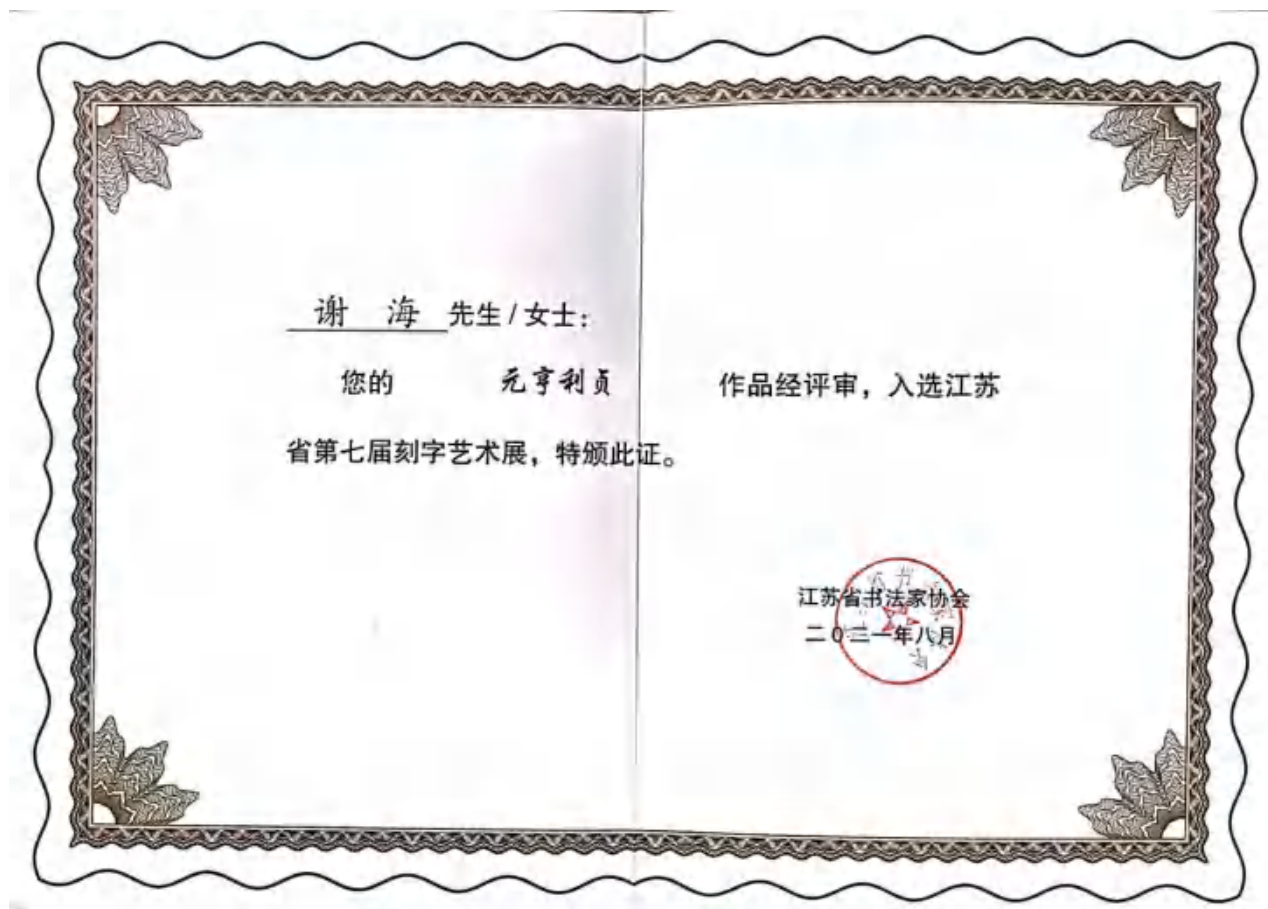 谢 海 先生/女士：
您的 元亨利贞 作品经评审，入选江苏
省第七届刻字艺术展，特颁此证。
江苏省书法家协会
二0二一年八月